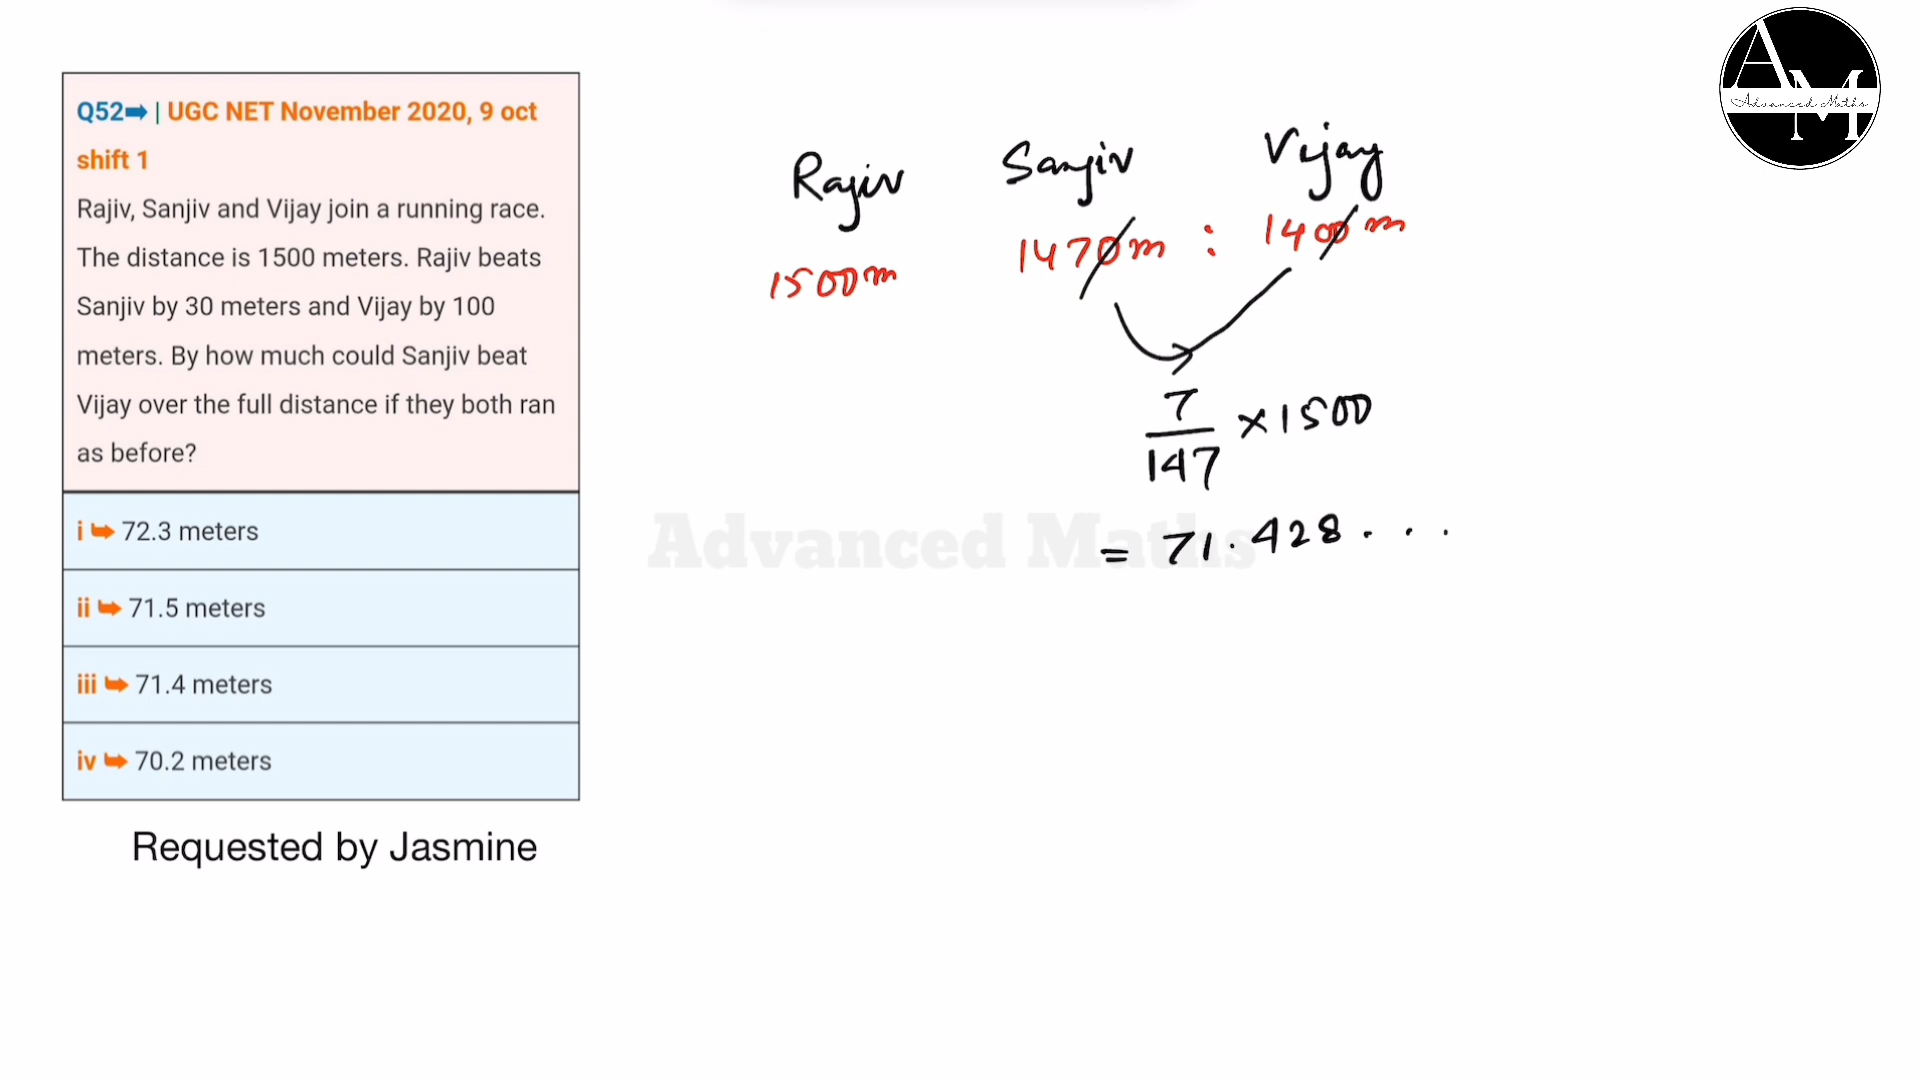 Q52➡ | UGC NET November 2020, 9 oct
shift 1
Rajiv, Sanjiv and Vijay join a running race.
The distance is 1500 meters. Rajiv beats
Sanjiv by 30 meters and Vijay by 100
meters. By how much could Sanjiv beat
Vijay over the full distance if they both ran
as before?
i ➥ 72.3 meters
ii ➥ 71.5 meters
iii ➥ 71.4 meters
iv ➥ 70.2 meters
Requested by Jasmine
Rajiv Sanjiv Vijay
1500m 1470m : 1400m
7/147 ×1500
= 71.428...
Advanced Maths
AM
Advanced Maths